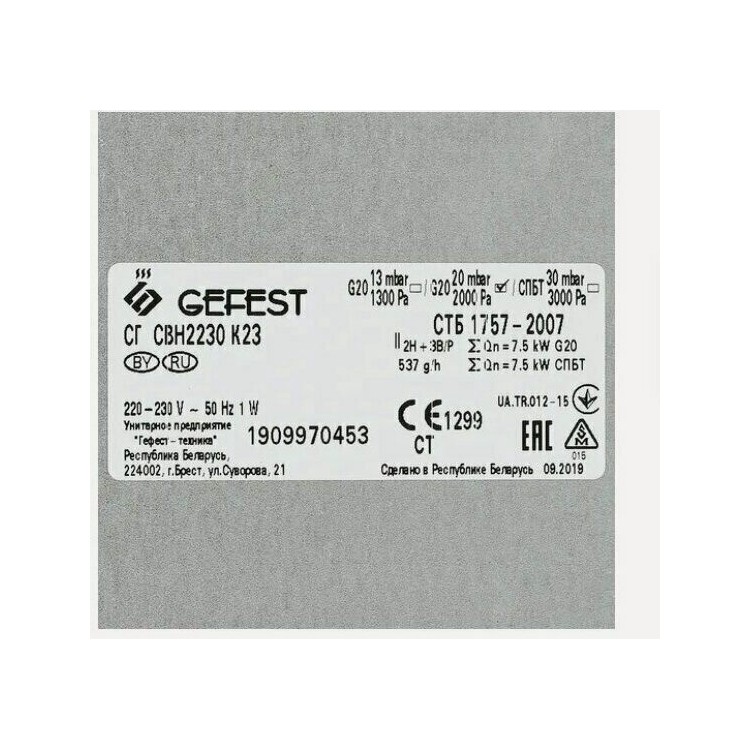 GEFEST
G20 13 mbar 1300 Pa / G20 20 mbar 2000 Pa / СПБТ 30 mbar 3000 Pa
СГ СВН2230 К23
СТБ 1757-2007
BY RU
II 2H+3B/P ∑Qn=7.5 kW G20
537 g/h ∑Qn=7.5 kW СПБТ
220-230 V ~ 50 Hz 1 W
UA.TR.012-15
Унитарное предприятие
"Гефест-техника"
1909970453
CE 1299
СТ
EAC
015
Республика Беларусь,
224002, г.Брест, ул.Суворова, 21
Сделано в Республике Беларусь 09.2019